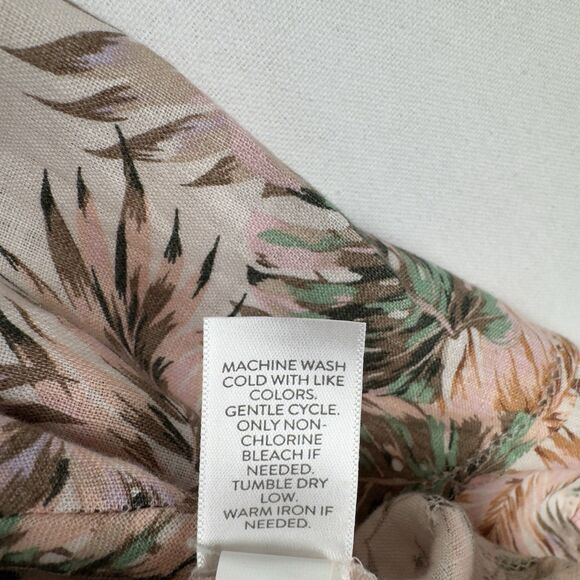 MACHINE WASH
COLD WITH LIKE
COLORS.
GENTLE CYCLE.
ONLY NON-
CHLORINE
BLEACH IF
NEEDED.
TUMBLE DRY
LOW.
WARM IRON IF
NEEDED.